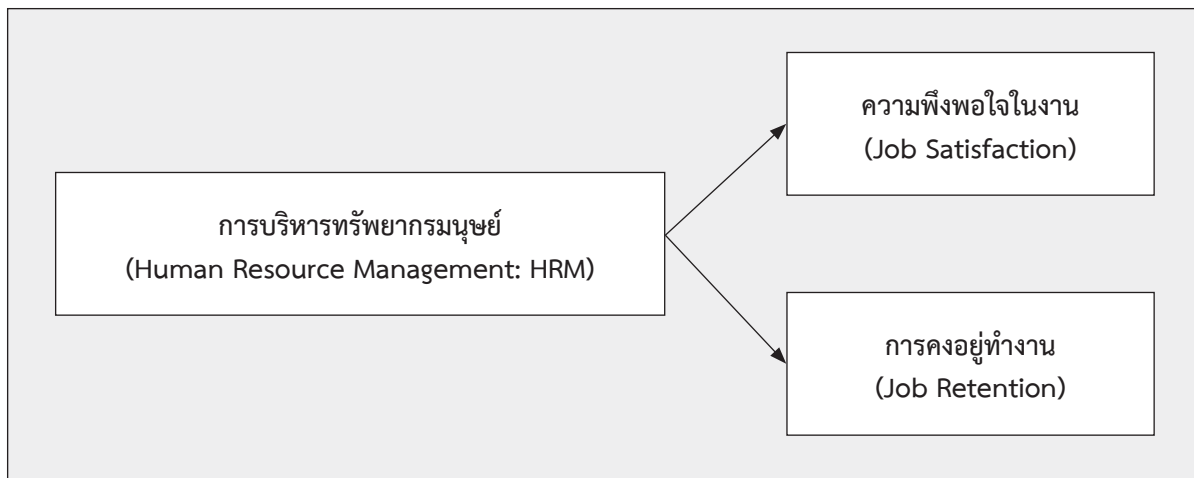 การบริหารทรัพยากรมนุษย์
(Human Resource Management: HRM)
ความพึงพอใจในงาน
(Job Satisfaction)
การคงอยู่ทำงาน
(Job Retention)